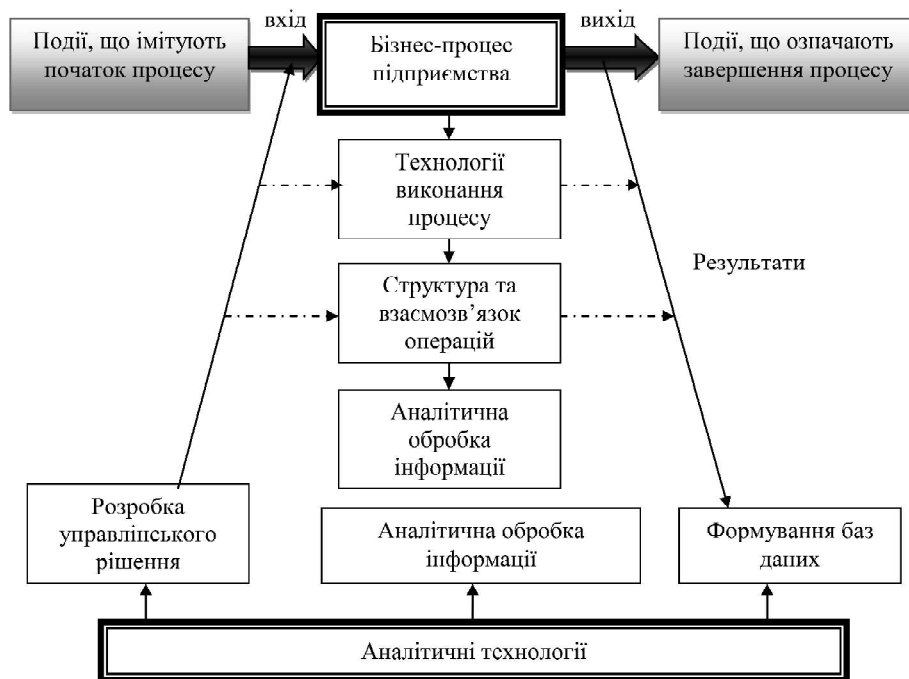 вхід
вихід
Події, що імітують
початок процесу
Бізнес-процес
підприємства
Події, що означають
завершення процесу
Технології
виконання
процесу
Результати
Структура та
взаємозв’язок
операцій
Аналітична
обробка
інформації
Розробка
управлінського
рішення
Аналітична обробка
інформації
Формування баз
даних
Аналітичні технології